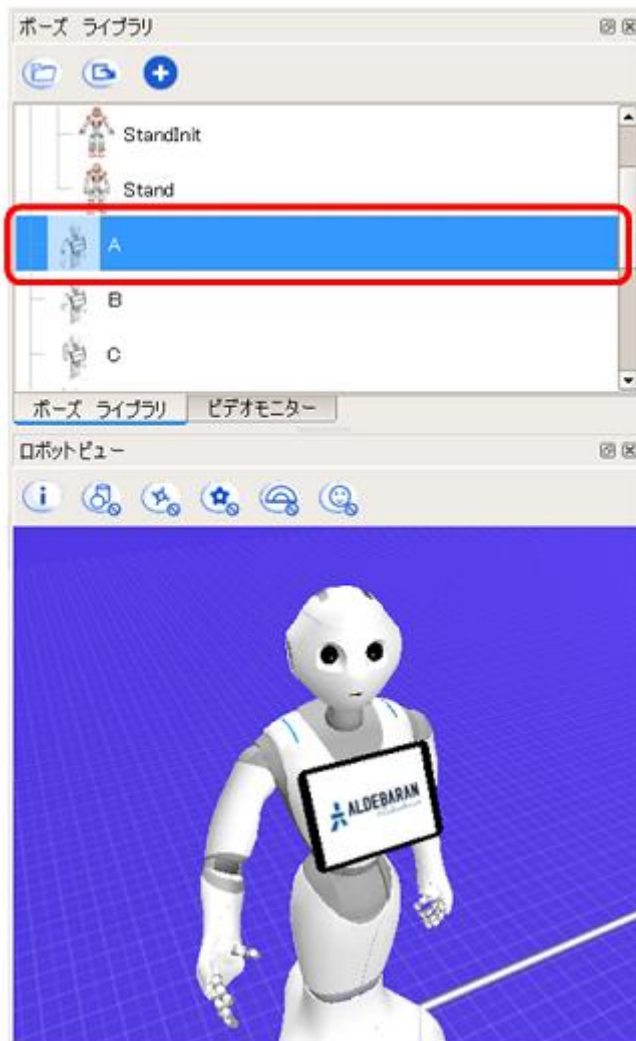 ポーズ ライブラリ
StandInit
Stand
A
B
C
ポーズ ライブラリ ビデオモニター
ロボットビュー
i
ALDEBARAN